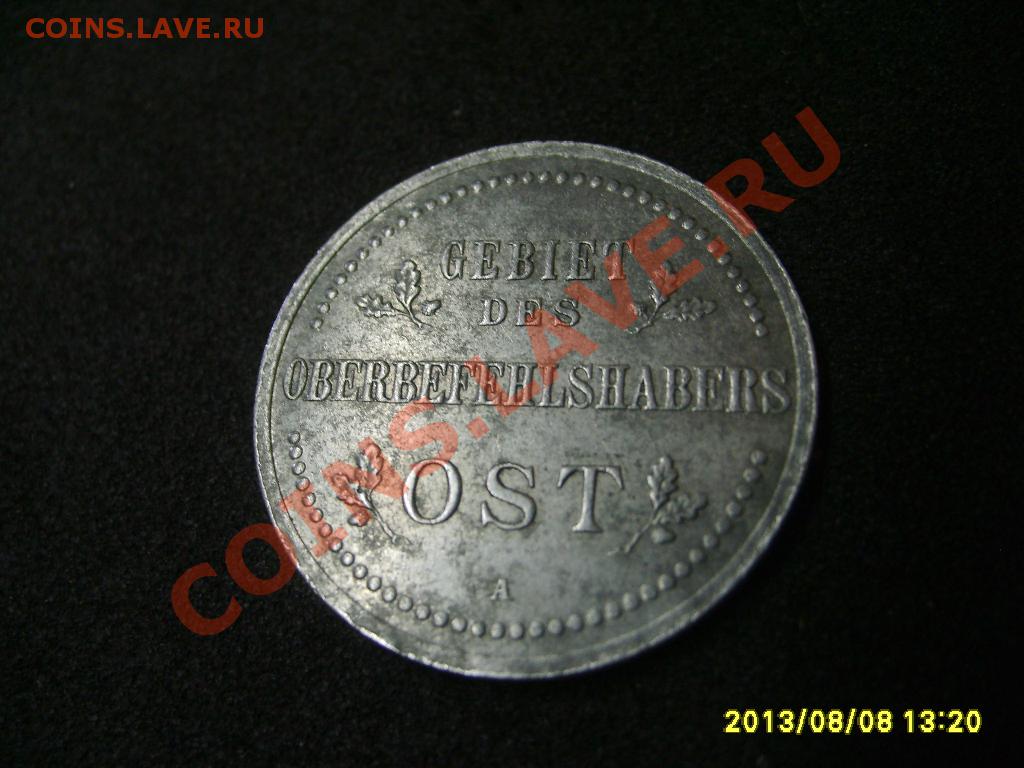 COINS.LAVE.RU
GEBIET
DES
OBERBEFEHLSHABERS
OST
A
COINS.LAVE.RU
2013/08/08 13:20